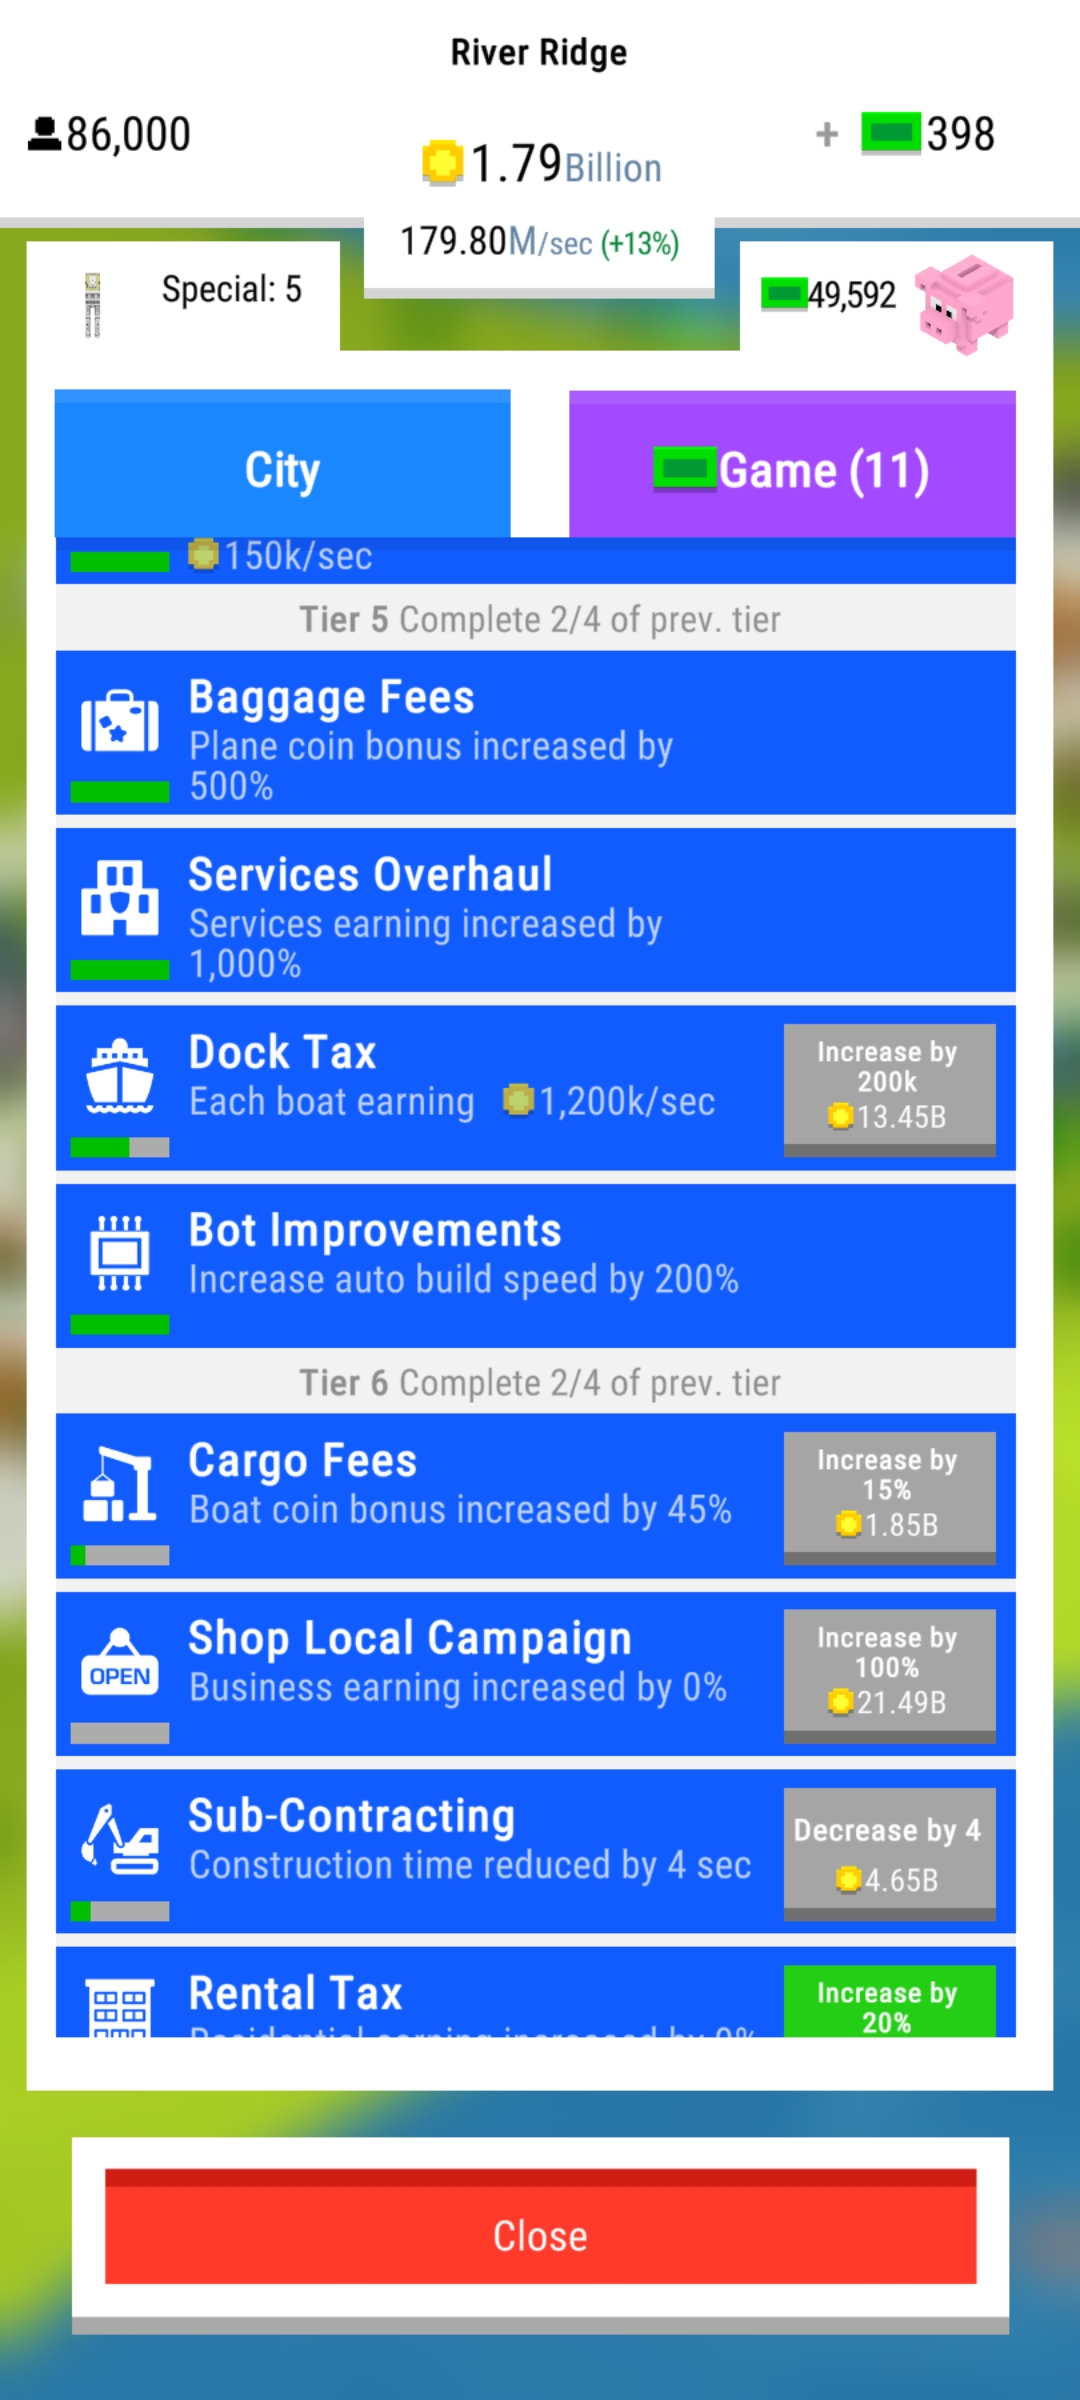 River Ridge
86,000
1.79Billion
+ 398
179.80M/sec (+13%)
Special: 5
49,592
City
Game (11)
150k/sec
Tier 5 Complete 2/4 of prev. tier
Baggage Fees
Plane coin bonus increased by
500%
Services Overhaul
Services earning increased by
1,000%
Dock Tax
Each boat earning 1,200k/sec
Increase by
200k
13.45B
Bot Improvements
Increase auto build speed by 200%
Tier 6 Complete 2/4 of prev. tier
Cargo Fees
Boat coin bonus increased by 45%
Increase by
15%
1.85B
OPEN
Shop Local Campaign
Business earning increased by 0%
Increase by
100%
21.49B
Sub-Contracting
Construction time reduced by 4 sec
Decrease by 4
4.65B
Rental Tax
Residential earning increased by 0%
Increase by
20%
Close